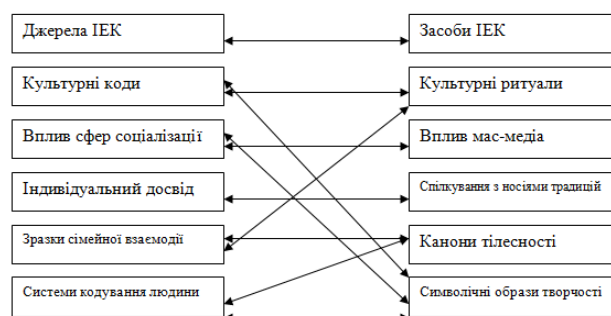 Джерела ІЕК
Засоби ІЕК
Культурні коди
Культурні ритуали
Вплив сфер соціалізації
Вплив мас-медіа
Індивідуальний досвід
Спілкування з носіями традицій
Зразки сімейної взаємодії
Канони тілесності
Системи кодування людини
Символічні образи творчості